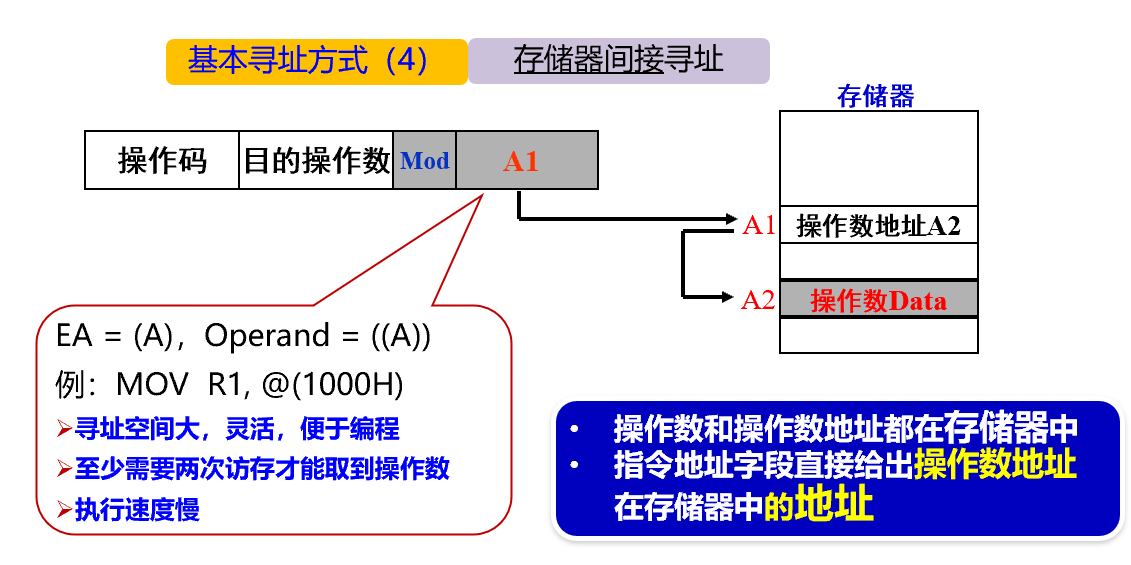 基本寻址方式（4）
存储器间接寻址
存储器
操作码 目的操作数 Mod A1
A1 操作数地址A2
A2 操作数Data
EA = (A)，Operand = ((A))
例：MOV R1, @(1000H)
寻址空间大，灵活，便于编程
至少需要两次访存才能取到操作数
执行速度慢
• 操作数和操作数地址都在存储器中
• 指令地址字段直接给出操作数地址
在存储器中的地址